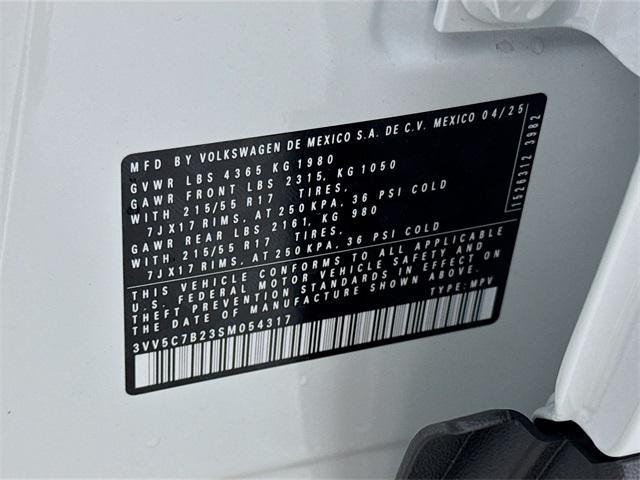 MFD BY VOLKSWAGEN DE MEXICO S.A. DE C.V. MEXICO 04/25
GVWR LBS 4365 KG 1980
GAWR FRONT LBS 2315, KG 1050
WITH 215/55 R17 TIRES,
7JX17 RIMS, AT 250 KPA, 36 PSI COLD
GAWR REAR LBS 2161, KG 980
WITH 215/55 R17 TIRES,
7JX17 RIMS, AT 250 KPA, 36 PSI COLD
THIS VEHICLE CONFORMS TO ALL APPLICABLE
U.S. FEDERAL MOTOR VEHICLE SAFETY AND
THEFT PREVENTION STANDARDS IN EFFECT ON
THE DATE OF MANUFACTURE SHOWN ABOVE.
3VV5C7B23SM054317 TYPE: MPV
1526312 3982